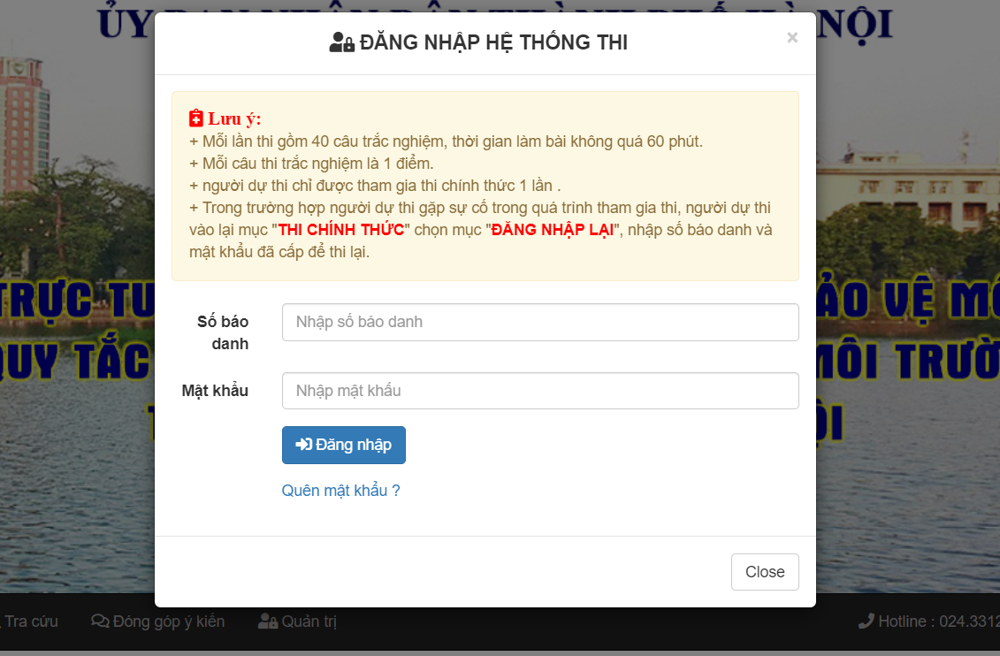 ỦY BAN NHÂN DÂN THÀNH PHỐ HÀ NỘI
ĐĂNG NHẬP HỆ THỐNG THI
×
Lưu ý:
+ Mỗi lần thi gồm 40 câu trắc nghiệm, thời gian làm bài không quá 60 phút.
+ Mỗi câu thi trắc nghiệm là 1 điểm.
+ người dự thi chỉ được tham gia thi chính thức 1 lần .
+ Trong trường hợp người dự thi gặp sự cố trong quá trình tham gia thi, người dự thi
vào lại mục "THI CHÍNH THỨC" chọn mục "ĐĂNG NHẬP LẠI", nhập số báo danh và
mật khẩu đã cấp để thi lại.
TRỰC TU ẢO VỆ MÔ
Số báo
danh
Nhập số báo danh
QUY TẮC MÔI TRƯỜ
Mật khẩu
Nhập mật khẩu
Đăng nhập
Quên mật khẩu ?
Close
Tra cứu
Đóng góp ý kiến
Quản trị
Hotline : 024.3312